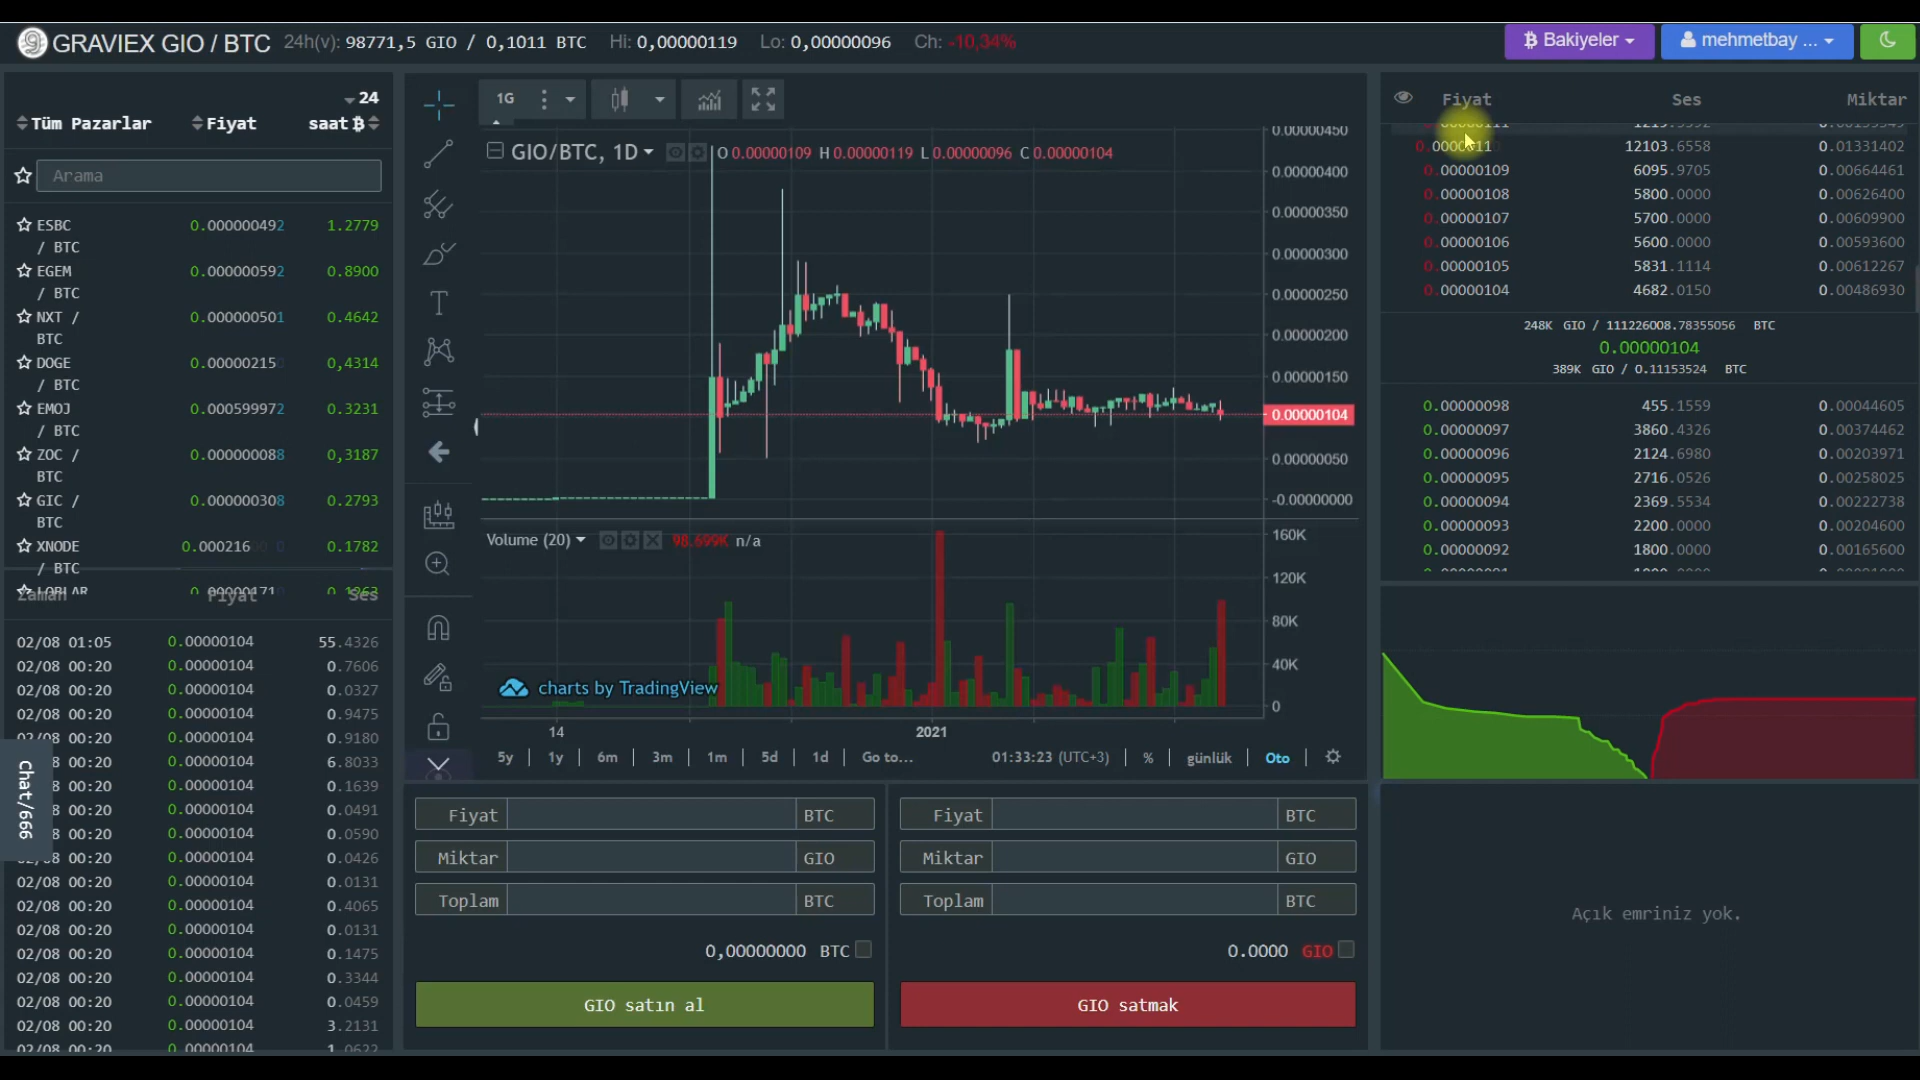 GRAVIEX GIO / BTC 24h(v): 98771,5 GIO / 0,1011 BTC Hi: 0,00000119 Lo: 0,00000096 Ch: -10,34%
Bakiyeler mehmetbay ...
24
Tüm Pazarlar Fiyat saat
Arama
ESBC 0.000000492 1.2779
/ BTC
EGEM 0.000000592 0.8900
/ BTC
NXT / 0.000000501 0.4642
BTC
DOGE 0.00000215 0,4314
/ BTC
EMOJ 0.000599972 0.3231
/ BTC
ZOC / 0.000000088 0,3187
BTC
GIC / 0.000000308 0.2793
BTC
XNODE 0.000216 0.1782
/ BTC
Zaman Fiyat Ses
02/08 01:05 0.00000104 55.4326
02/08 00:20 0.00000104 0.7606
02/08 00:20 0.00000104 0.0327
02/08 00:20 0.00000104 0.9475
02/08 00:20 0.00000104 0.9180
8 00:20 0.00000104 6.8033
8 00:20 0.00000104 0.1639
8 00:20 0.00000104 0.0491
8 00:20 0.00000104 0.0590
8 00:20 0.00000104 0.0426
02/08 00:20 0.00000104 0.0131
02/08 00:20 0.00000104 0.4065
02/08 00:20 0.00000104 0.0131
02/08 00:20 0.00000104 0.1475
02/08 00:20 0.00000104 0.3344
02/08 00:20 0.00000104 0.0459
02/08 00:20 0.00000104 3.2131
02/08 00:20 0.00000104 1.0622
Chat/666
1G
GIO/BTC, 1D O 0.00000109 H 0.00000119 L 0.00000096 C 0.00000104
0.00000450
0.00000400
0.00000350
0.00000300
0.00000250
0.00000200
0.00000150
0.00000104
0.00000050
-0.00000000
Volume (20) 98.699K n/a
160K
120K
80K
40K
0
charts by TradingView
14 2021
5y 1y 6m 3m 1m 5d 1d Go to... 01:33:23 (UTC+3) % günlük Oto
Fiyat BTC
Miktar GIO
Toplam BTC
0,00000000 BTC
GIO satın al
Fiyat BTC
Miktar GIO
Toplam BTC
0.0000 GIO
GIO satmak
Fiyat Ses Miktar
12103.6558 0.01331402
0.00000109 6095.9705 0.00664461
0.00000108 5800.0000 0.00626400
0.00000107 5700.0000 0.00609900
0.00000106 5600.0000 0.00593600
0.00000105 5831.1114 0.00612267
0.00000104 4682.0150 0.00486930
248K GIO / 111226008.78355056 BTC
0.00000104
389K GIO / 0.11153524 BTC
0.00000098 455.1559 0.00044605
0.00000097 3860.4326 0.00374462
0.00000096 2124.6980 0.00203971
0.00000095 2716.0526 0.00258025
0.00000094 2369.5534 0.00222738
0.00000093 2200.0000 0.00204600
0.00000092 1800.0000 0.00165600
Açık emriniz yok.